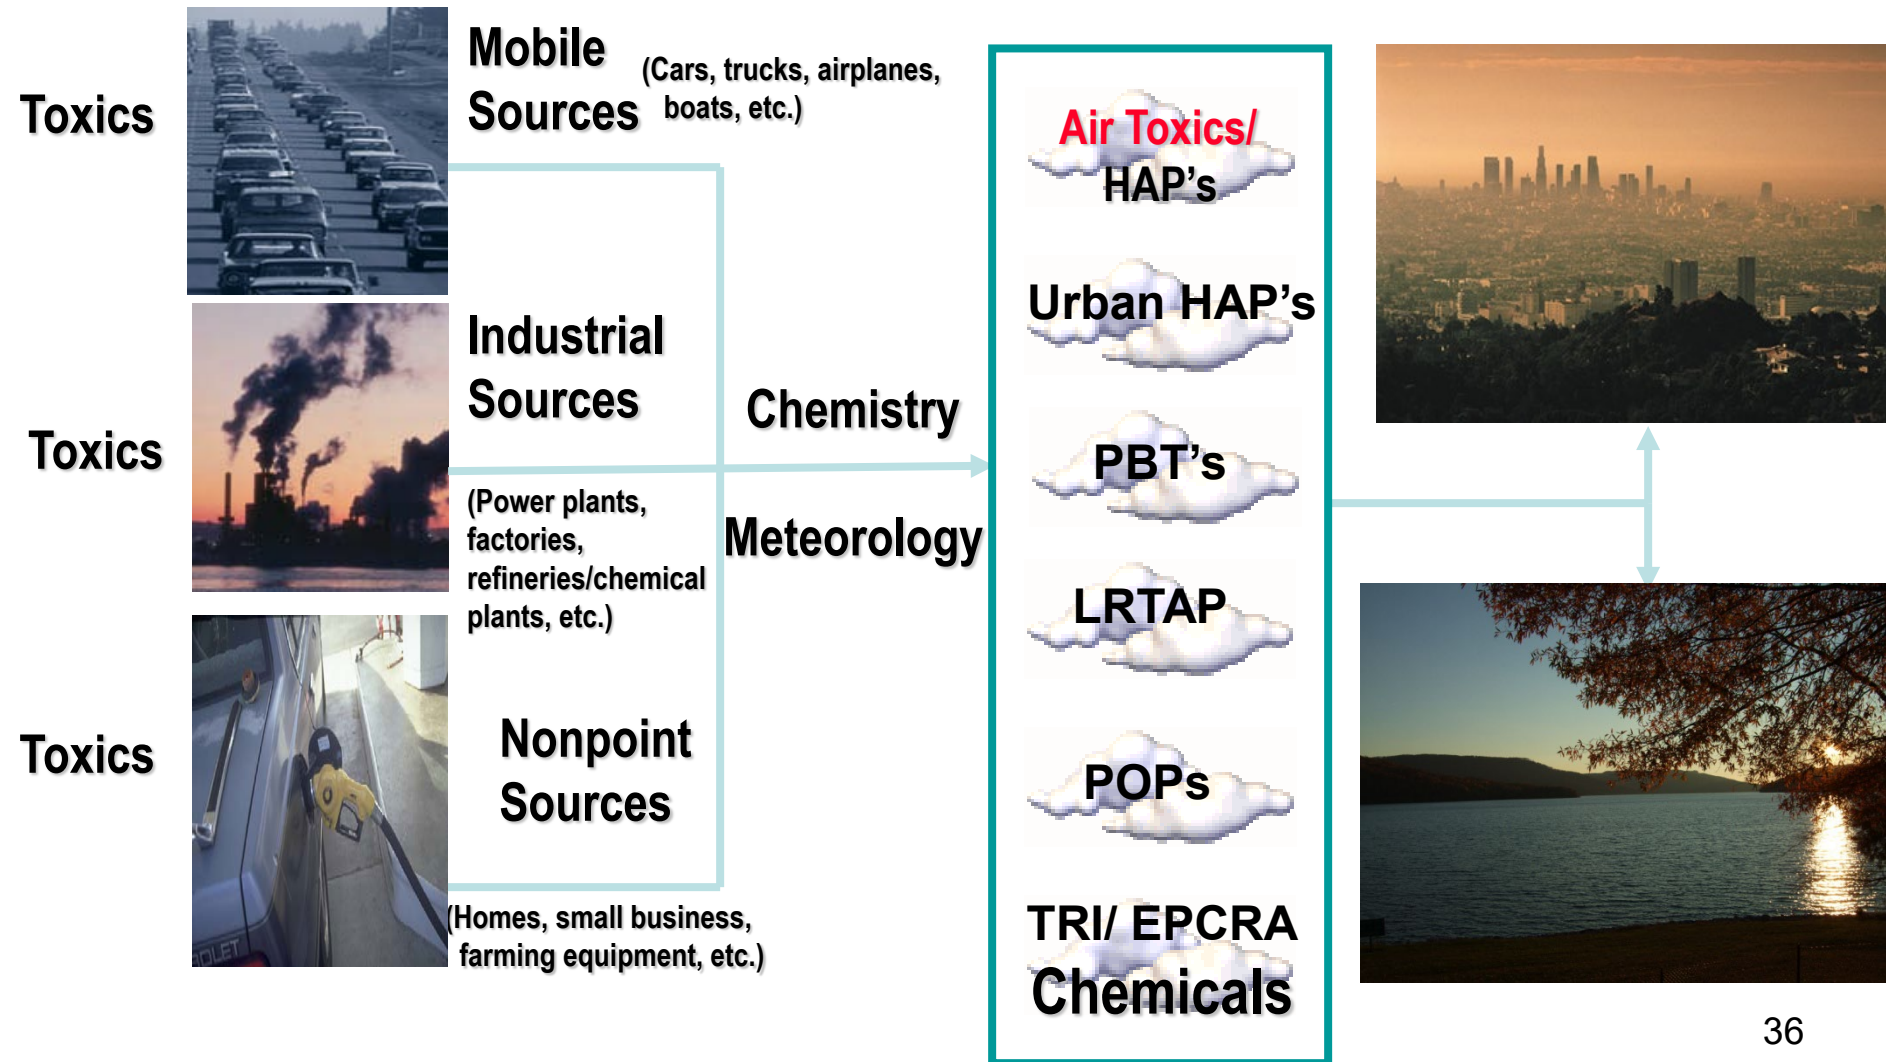 Toxics
Mobile
Sources
(Cars, trucks, airplanes,
boats, etc.)
Toxics
Industrial
Sources
(Power plants,
factories,
refineries/chemical
plants, etc.)
Toxics
Nonpoint
Sources
(Homes, small business,
farming equipment, etc.)
Chemistry
Meteorology
Air Toxics/
HAP's
Urban HAP's
PBT's
LRTAP
POPs
TRI/ EPCRA
Chemicals
36